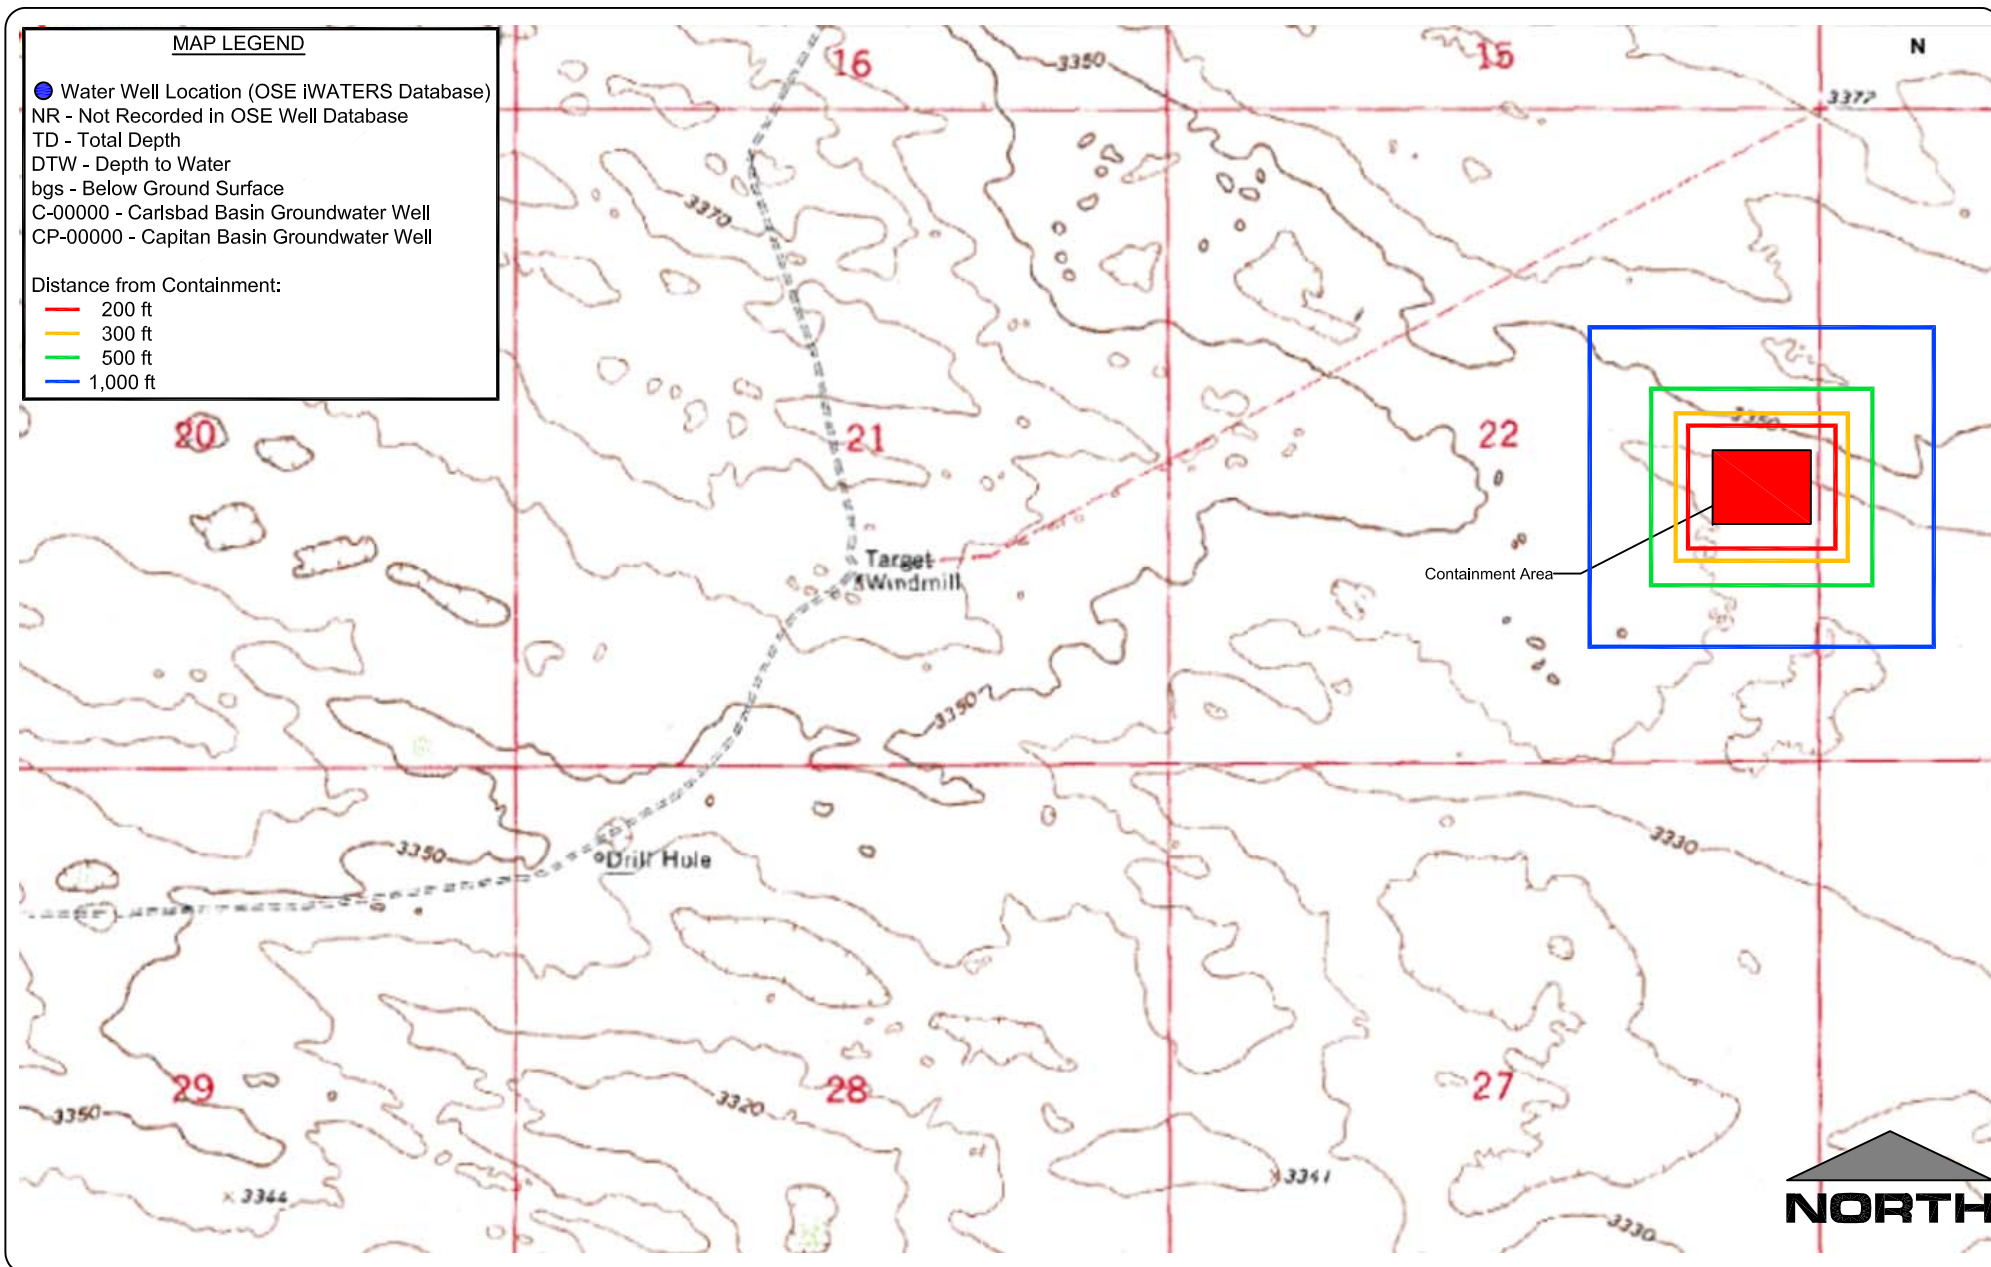 MAP LEGEND
Water Well Location (OSE iWATERS Database)
NR - Not Recorded in OSE Well Database
TD - Total Depth
DTW - Depth to Water
bgs - Below Ground Surface
C-00000 - Carlsbad Basin Groundwater Well
CP-00000 - Capitan Basin Groundwater Well
Distance from Containment:
200 ft
300 ft
500 ft
1,000 ft
16
3350
15
N
3377
3370
20
21
22
3350
Target
Windmill
Containment Area
3350
3330
3350
Drill Hole
29
28
27
3350
3320
3344
3341
3330
NORTH